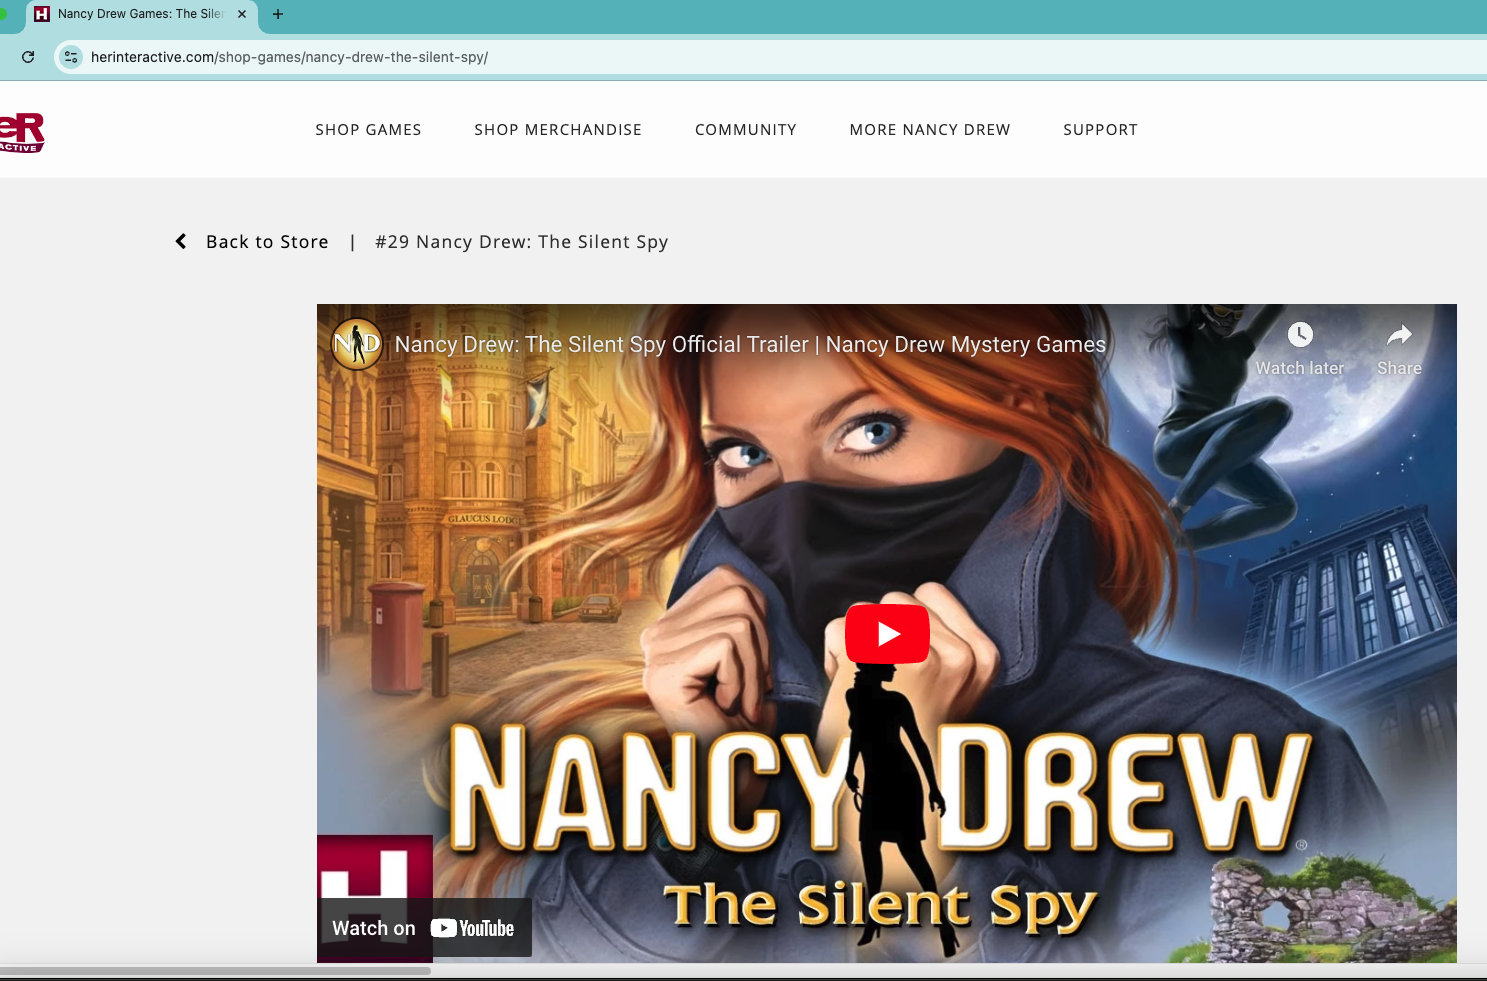 Nancy Drew Games: The Siler
herinteractive.com/shop-games/nancy-drew-the-silent-spy/
eR
ACTIVE
SHOP GAMES
SHOP MERCHANDISE
COMMUNITY
MORE NANCY DREW
SUPPORT
Back to Store | #29 Nancy Drew: The Silent Spy
ND
Nancy Drew: The Silent Spy Official Trailer | Nancy Drew Mystery Games
Watch later
Share
GLAUCUS LODGE
NANCY DREW®
The Silent Spy
H
Watch on YouTube